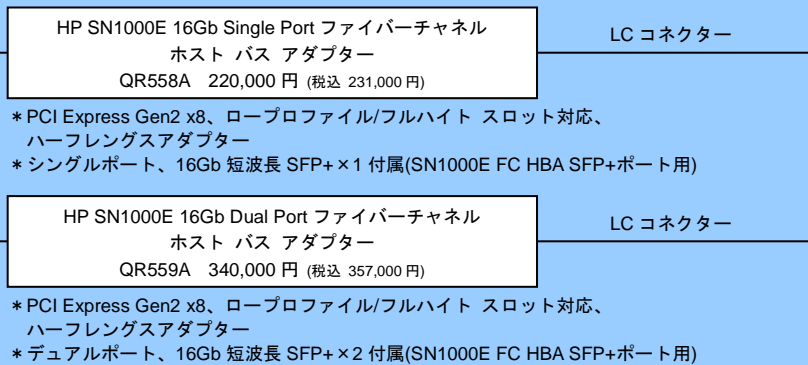 HP SN1000E 16Gb Single Port ファイバーチャネル
ホスト バス アダプター
QR558A 220,000 円 (税込 231,000 円)
LC コネクター
＊PCI Express Gen2 x8、ロープロファイル/フルハイト スロット対応、
ハーフレングスアダプター
＊シングルポート、16Gb 短波長 SFP+×1 付属(SN1000E FC HBA SFP+ポート用)
HP SN1000E 16Gb Dual Port ファイバーチャネル
ホスト バス アダプター
QR559A 340,000 円 (税込 357,000 円)
LC コネクター
＊PCI Express Gen2 x8、ロープロファイル/フルハイト スロット対応、
ハーフレングスアダプター
＊デュアルポート、16Gb 短波長 SFP+×2 付属(SN1000E FC HBA SFP+ポート用)